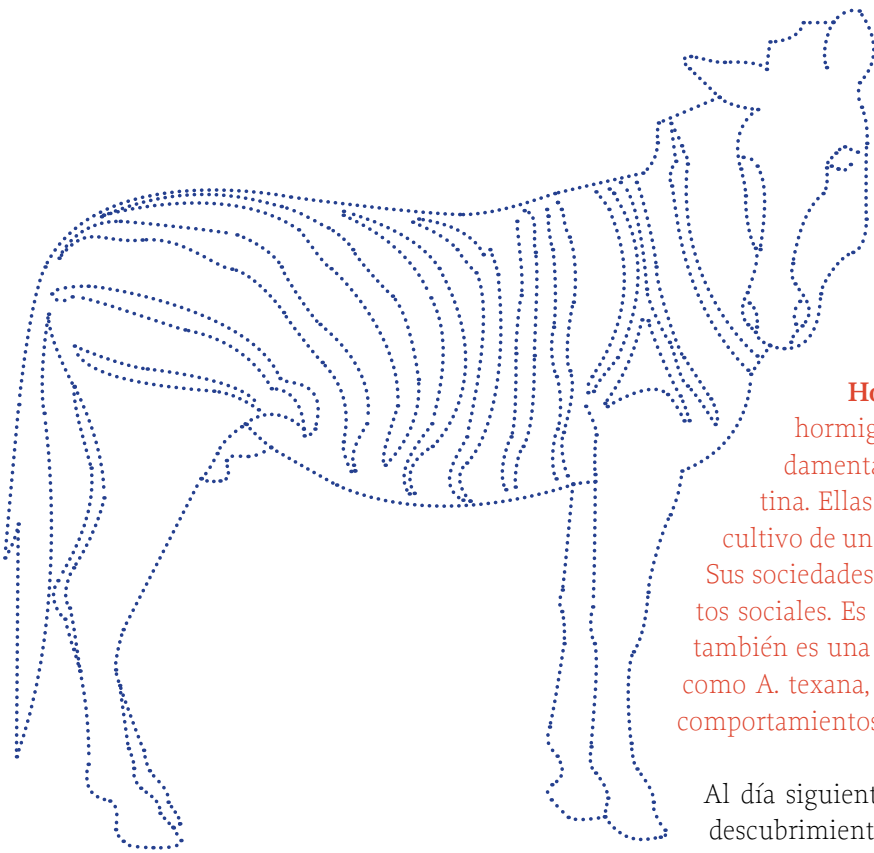 Ho
hormig
damenta
tina. Ellas
cultivo de un
Sus sociedades
tos sociales. Es
también es una
como A. texana,
comportamientos
Al día siguient
descubrimient